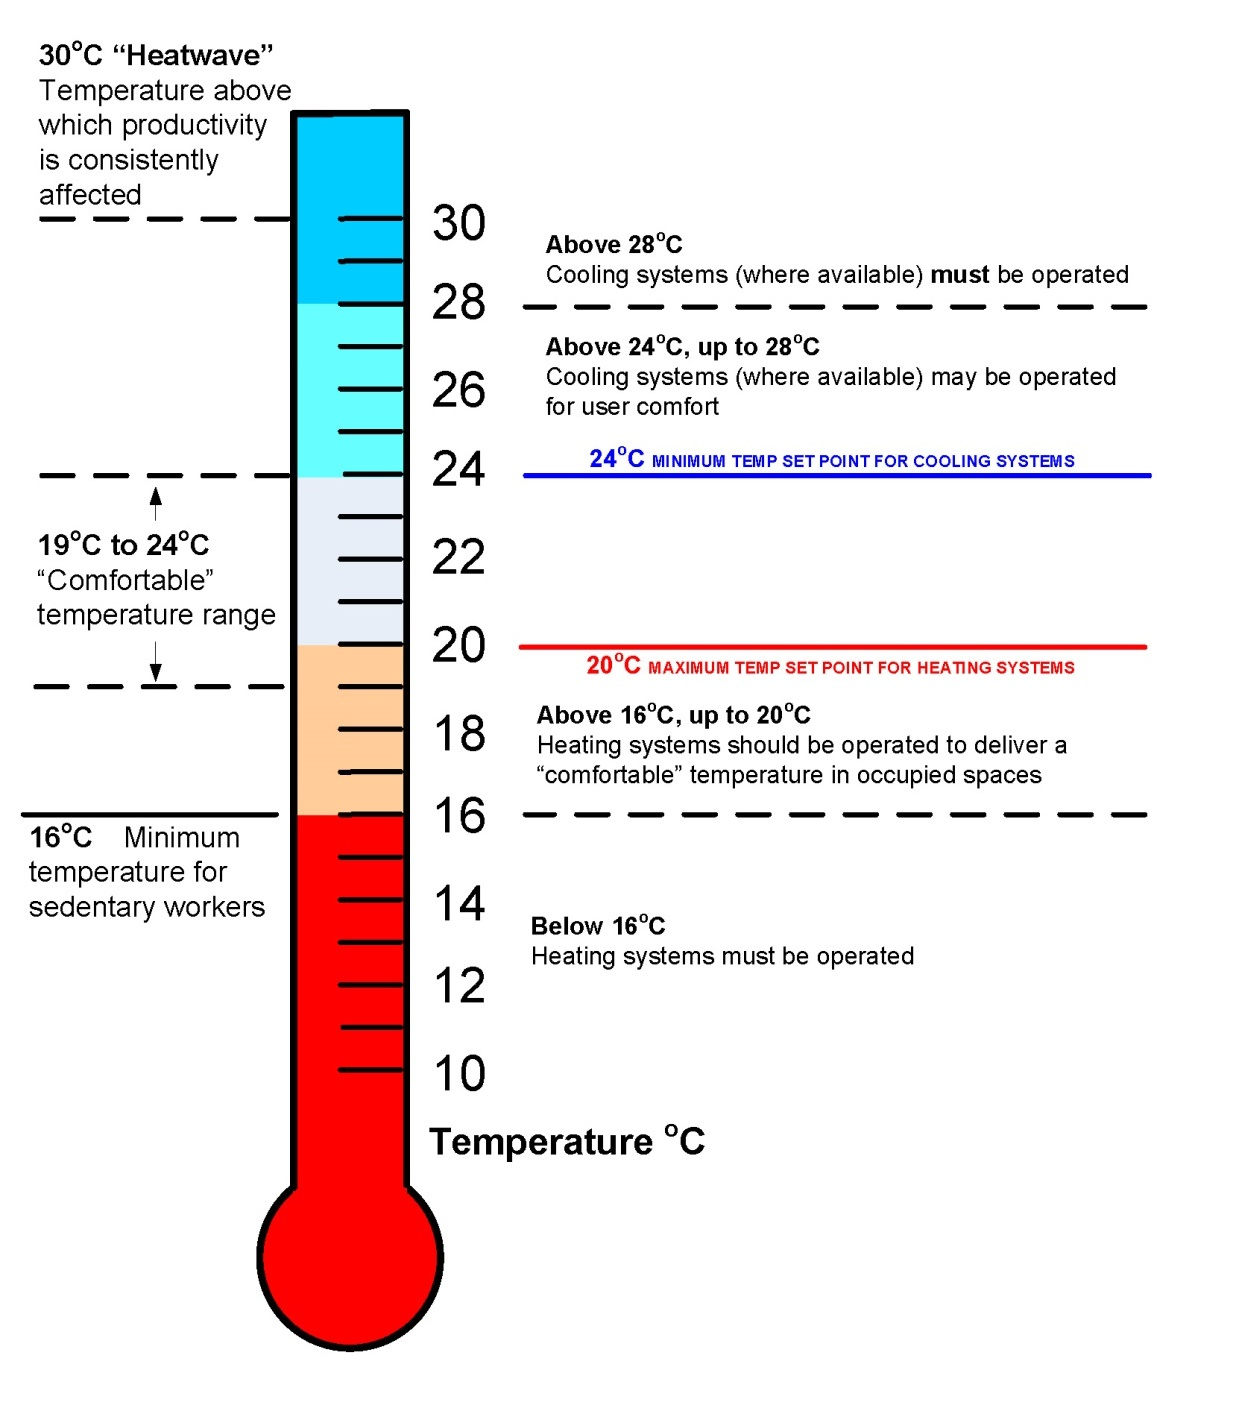 30°C “Heatwave”
Temperature above
which productivity
is consistently
affected
30
Above 28°C
Cooling systems (where available) must be operated
28
Above 24°C, up to 28°C
Cooling systems (where available) may be operated
for user comfort
26
24°C MINIMUM TEMP SET POINT FOR COOLING SYSTEMS
24
19°C to 24°C
“Comfortable”
temperature range
22
20
20°C MAXIMUM TEMP SET POINT FOR HEATING SYSTEMS
Above 16°C, up to 20°C
Heating systems should be operated to deliver a
“comfortable” temperature in occupied spaces
18
16
16°C Minimum
temperature for
sedentary workers
14
Below 16°C
Heating systems must be operated
12
10
Temperature °C